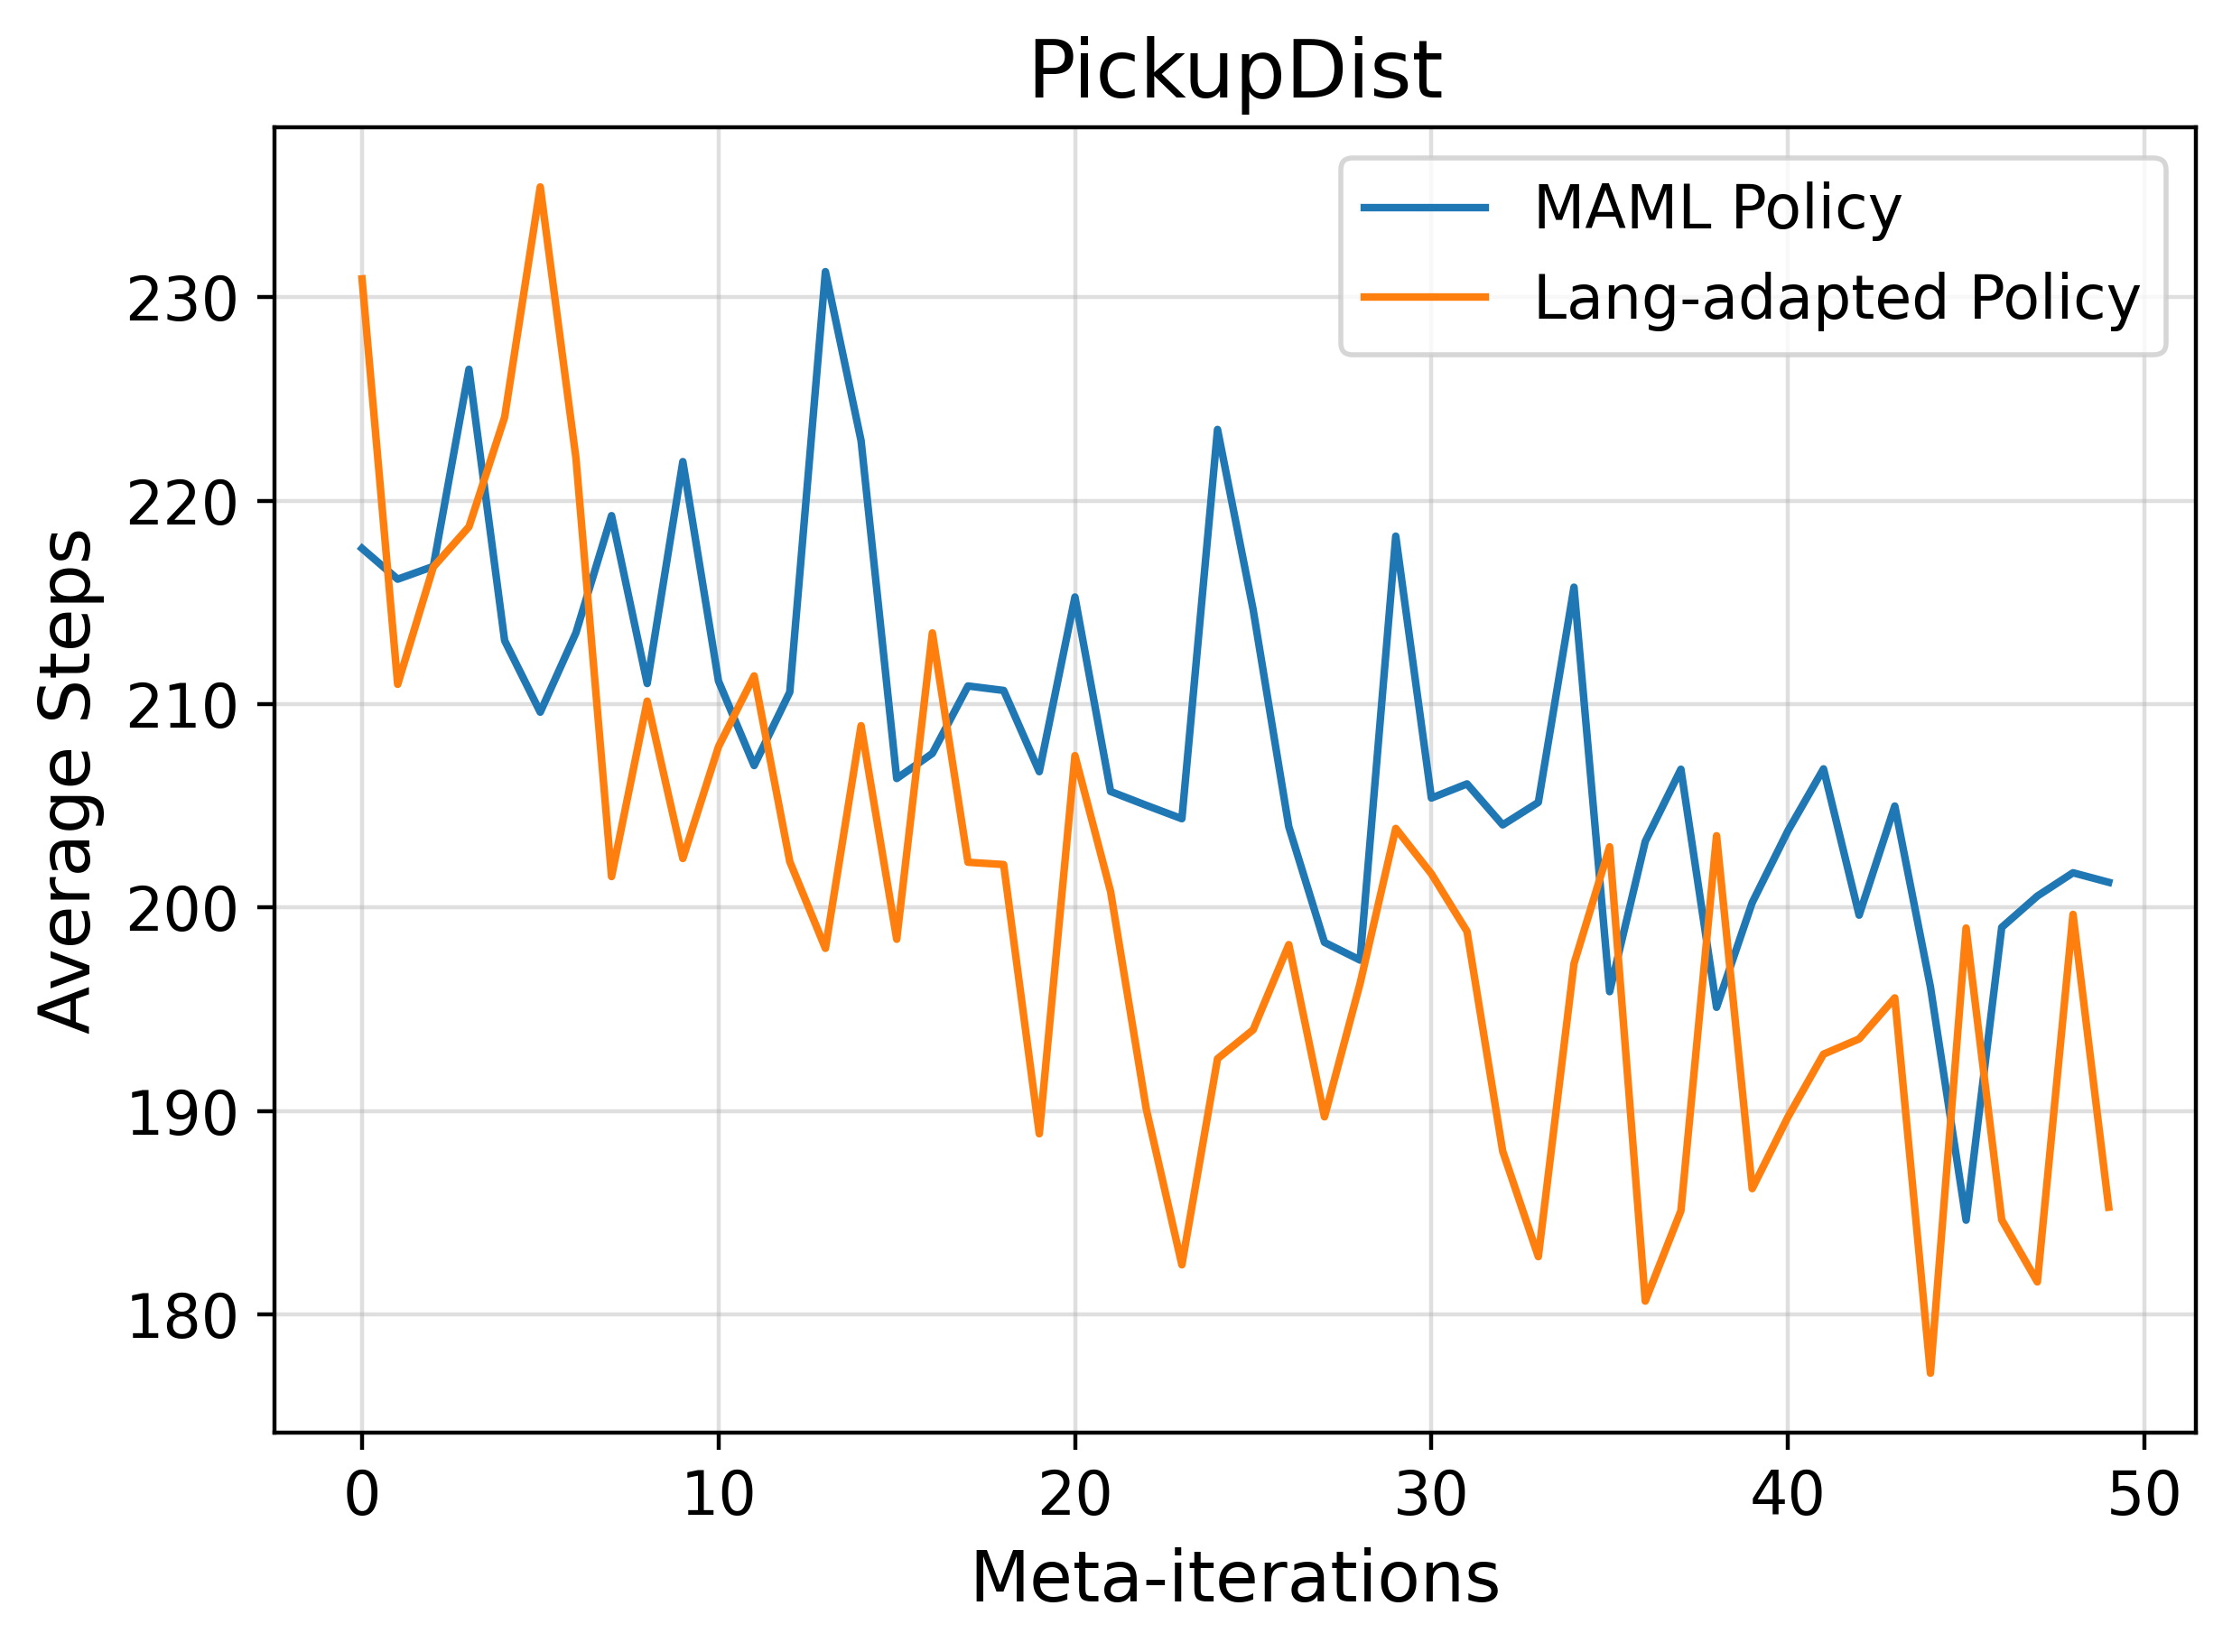 PickupDist
MAML Policy
Lang-adapted Policy
Average Steps
230
220
210
200
190
180
0 10 20 30 40 50
Meta-iterations